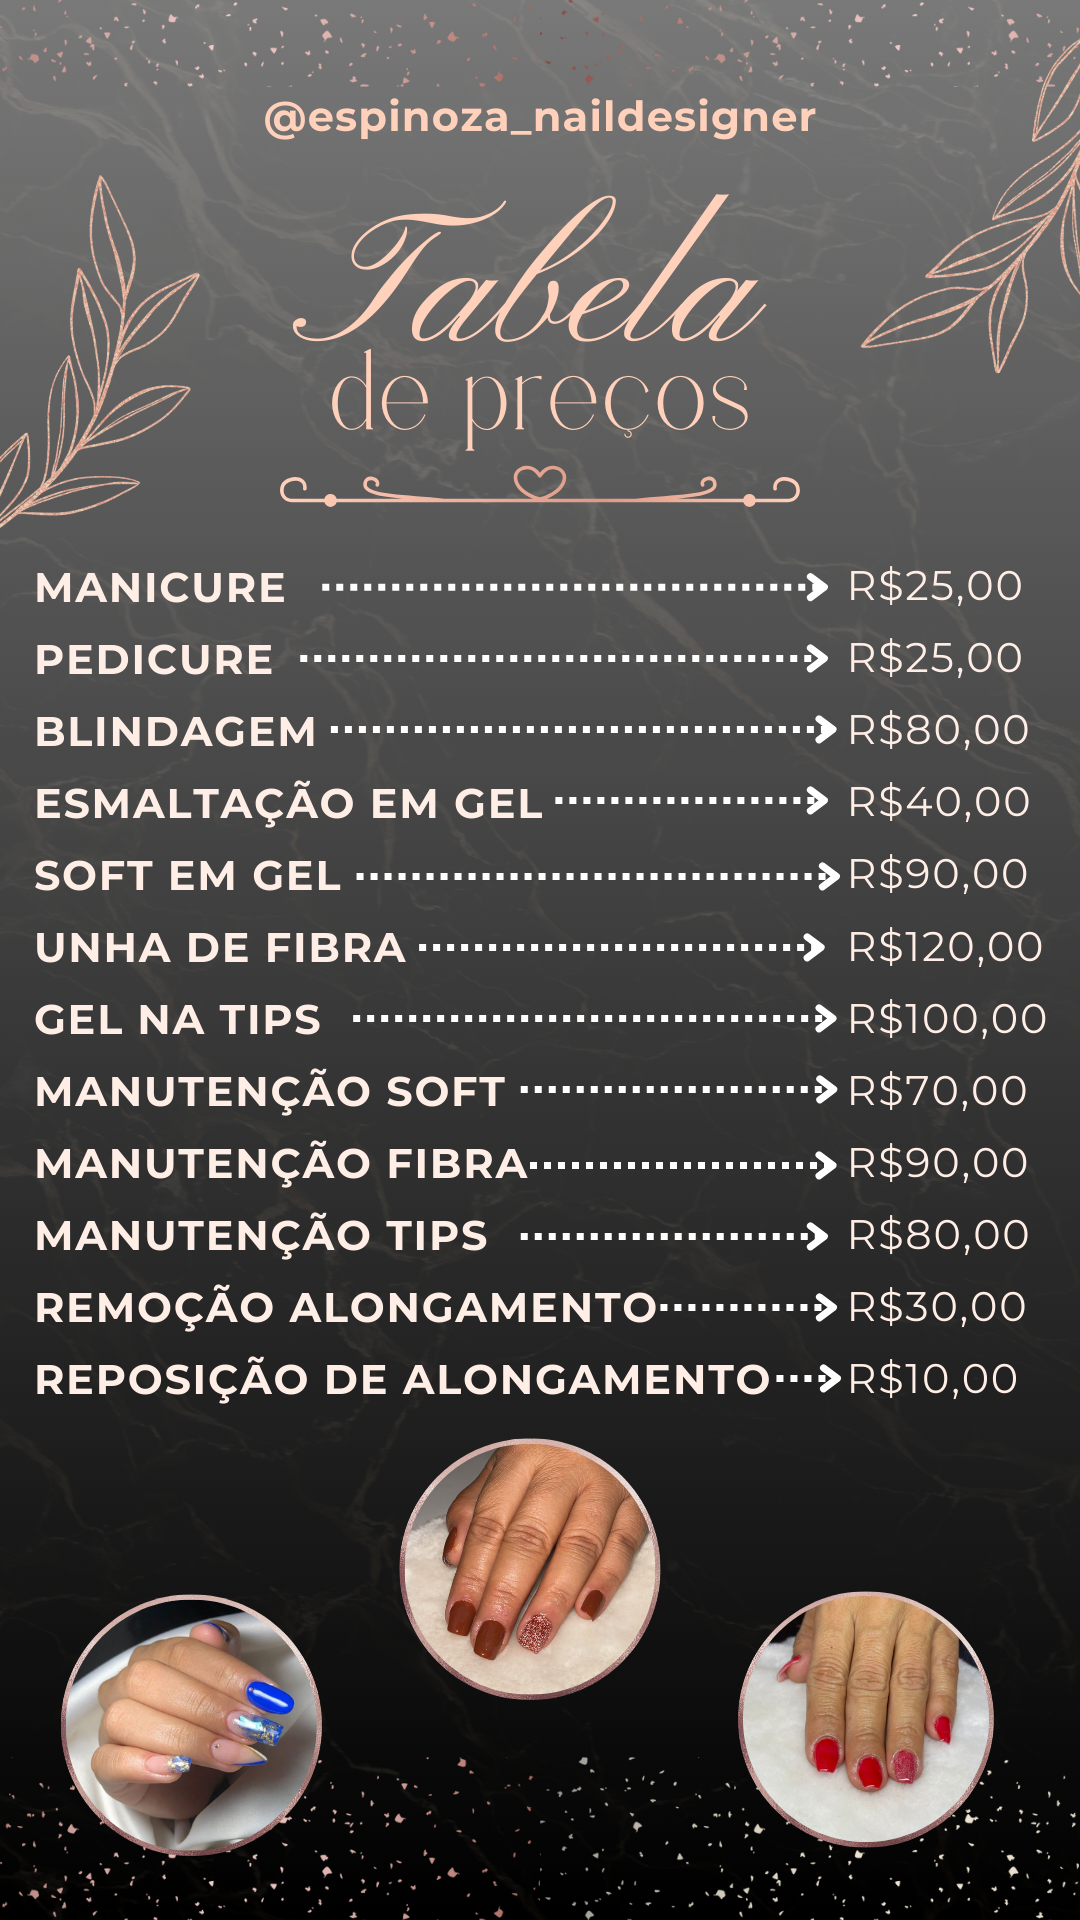 @espinoza_naildesigner
Tabela
de preços
MANICURE R$25,00
PEDICURE R$25,00
BLINDAGEM R$80,00
ESMALTAÇÃO EM GEL R$40,00
SOFT EM GEL R$90,00
UNHA DE FIBRA R$120,00
GEL NA TIPS R$100,00
MANUTENÇÃO SOFT R$70,00
MANUTENÇÃO FIBRA R$90,00
MANUTENÇÃO TIPS R$80,00
REMOÇÃO ALONGAMENTO R$30,00
REPOSIÇÃO DE ALONGAMENTO R$10,00